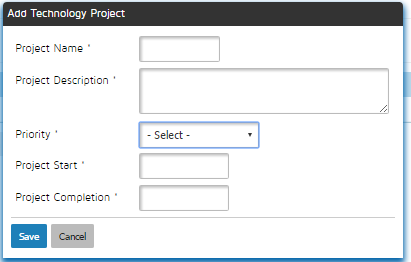 Add Technology Project
Project Name *
Project Description *
Priority * - Select -
Project Start *
Project Completion *
Save Cancel